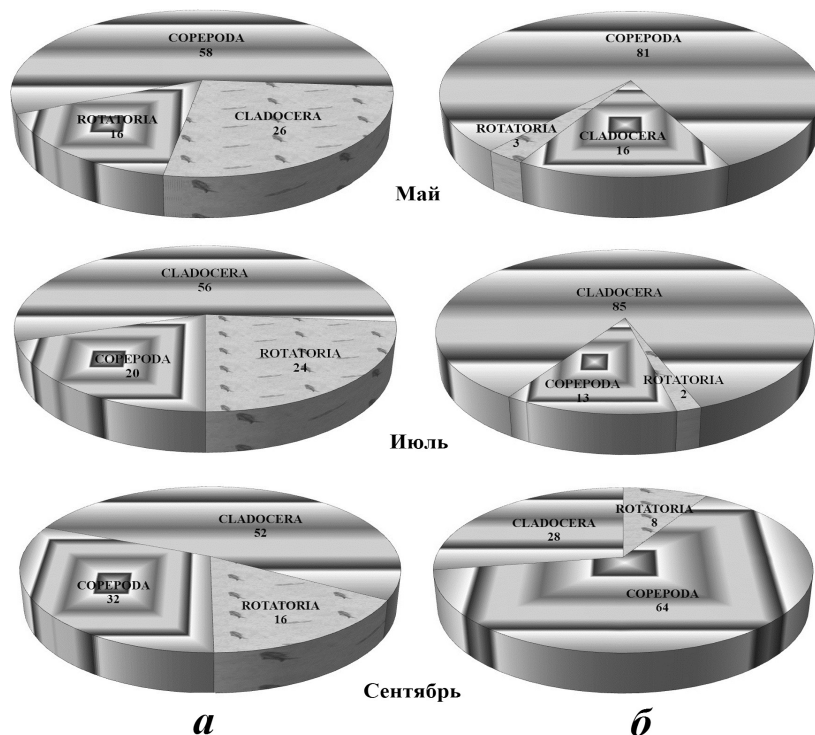 COPEPODA
58
ROTATORIA
16
CLADOCERA
26
COPEPODA
81
ROTATORIA
3
CLADOCERA
16
Май
CLADOCERA
56
COPEPODA
20
ROTATORIA
24
CLADOCERA
85
COPEPODA
13
ROTATORIA
2
Июль
CLADOCERA
52
COPEPODA
32
ROTATORIA
16
ROTATORIA
8
CLADOCERA
28
COPEPODA
64
Сентябрь
а
б